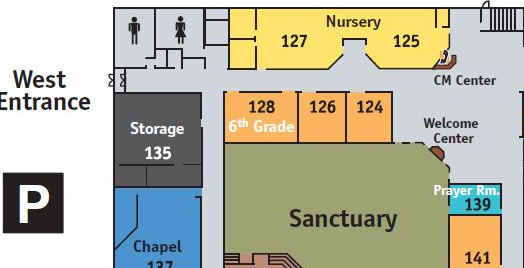 Nursery
127
125
West
Entrance
CM Center
128
126
124
6th Grade
Welcome
Center
Storage
135
P
Prayer Rm.
139
Sanctuary
Chapel
137
141